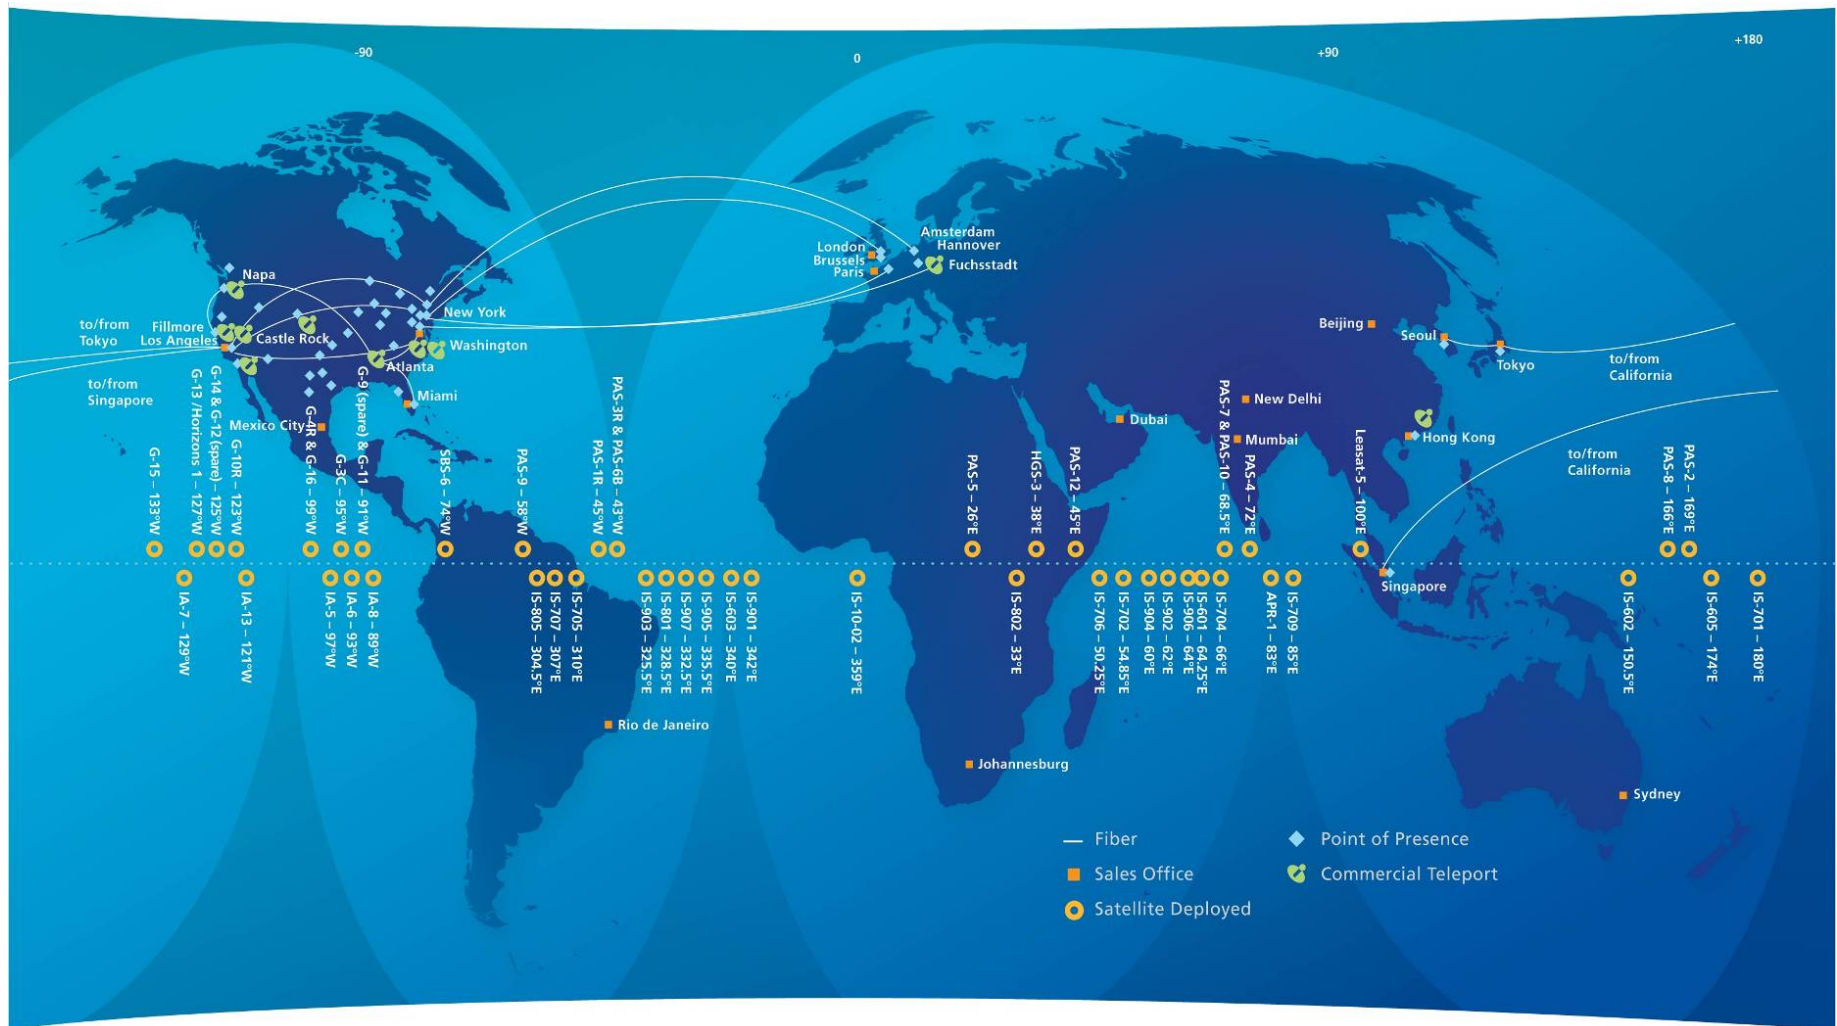 -90
0
+90
+180
Amsterdam
Hannover
London
Brussels
Paris
Fuchsstadt
Napa
New York
to/from
Tokyo
Fillmore
Los Angeles
Castle Rock
Washington
Atlanta
to/from
Singapore
Miami
Mexico City
Beijing
Seoul
Tokyo
to/from
California
New Delhi
Dubai
Mumbai
Hong Kong
to/from
California
G-15 – 133°W
G-13 /Horizons 1 – 127°W
G-14 & G-12 (spare) – 125°W
G-10R – 123°W
G-4R & G-16 – 99°W
G-3C – 95°W
G-9 (spare) & G-11 – 91°W
SBS-6 – 74°W
PAS-9 – 58°W
PAS-1R – 45°W
PAS-3R & PAS-6B – 43°W
PAS-5 – 26°E
HGS-3 – 38°E
PAS-12 – 45°E
PAS-7 & PAS-10 – 68.5°E
PAS-4 – 72°E
Leasat-5 – 100°E
PAS-8 – 166°E
PAS-2 – 169°E
Singapore
IA-7 – 129°W
IA-13 – 121°W
IA-5 – 97°W
IA-6 – 93°W
IA-8 – 89°W
IS-805 – 304.5°E
IS-707 – 307°E
IS-705 – 310°E
IS-903 – 325.5°E
IS-801 – 328.5°E
IS-907 – 332.5°E
IS-905 – 335.5°E
IS-603 – 340°E
IS-901 – 342°E
IS-10-02 – 359°E
IS-802 – 33°E
IS-706 – 50.25°E
IS-702 – 54.85°E
IS-904 – 60°E
IS-902 – 62°E
IS-906 – 64°E
IS-601 – 64.25°E
IS-704 – 66°E
APR-1 – 83°E
IS-709 – 85°E
IS-602 – 150.5°E
IS-605 – 174°E
IS-701 – 180°E
Rio de Janeiro
Johannesburg
Sydney
Fiber
Point of Presence
Sales Office
Commercial Teleport
Satellite Deployed